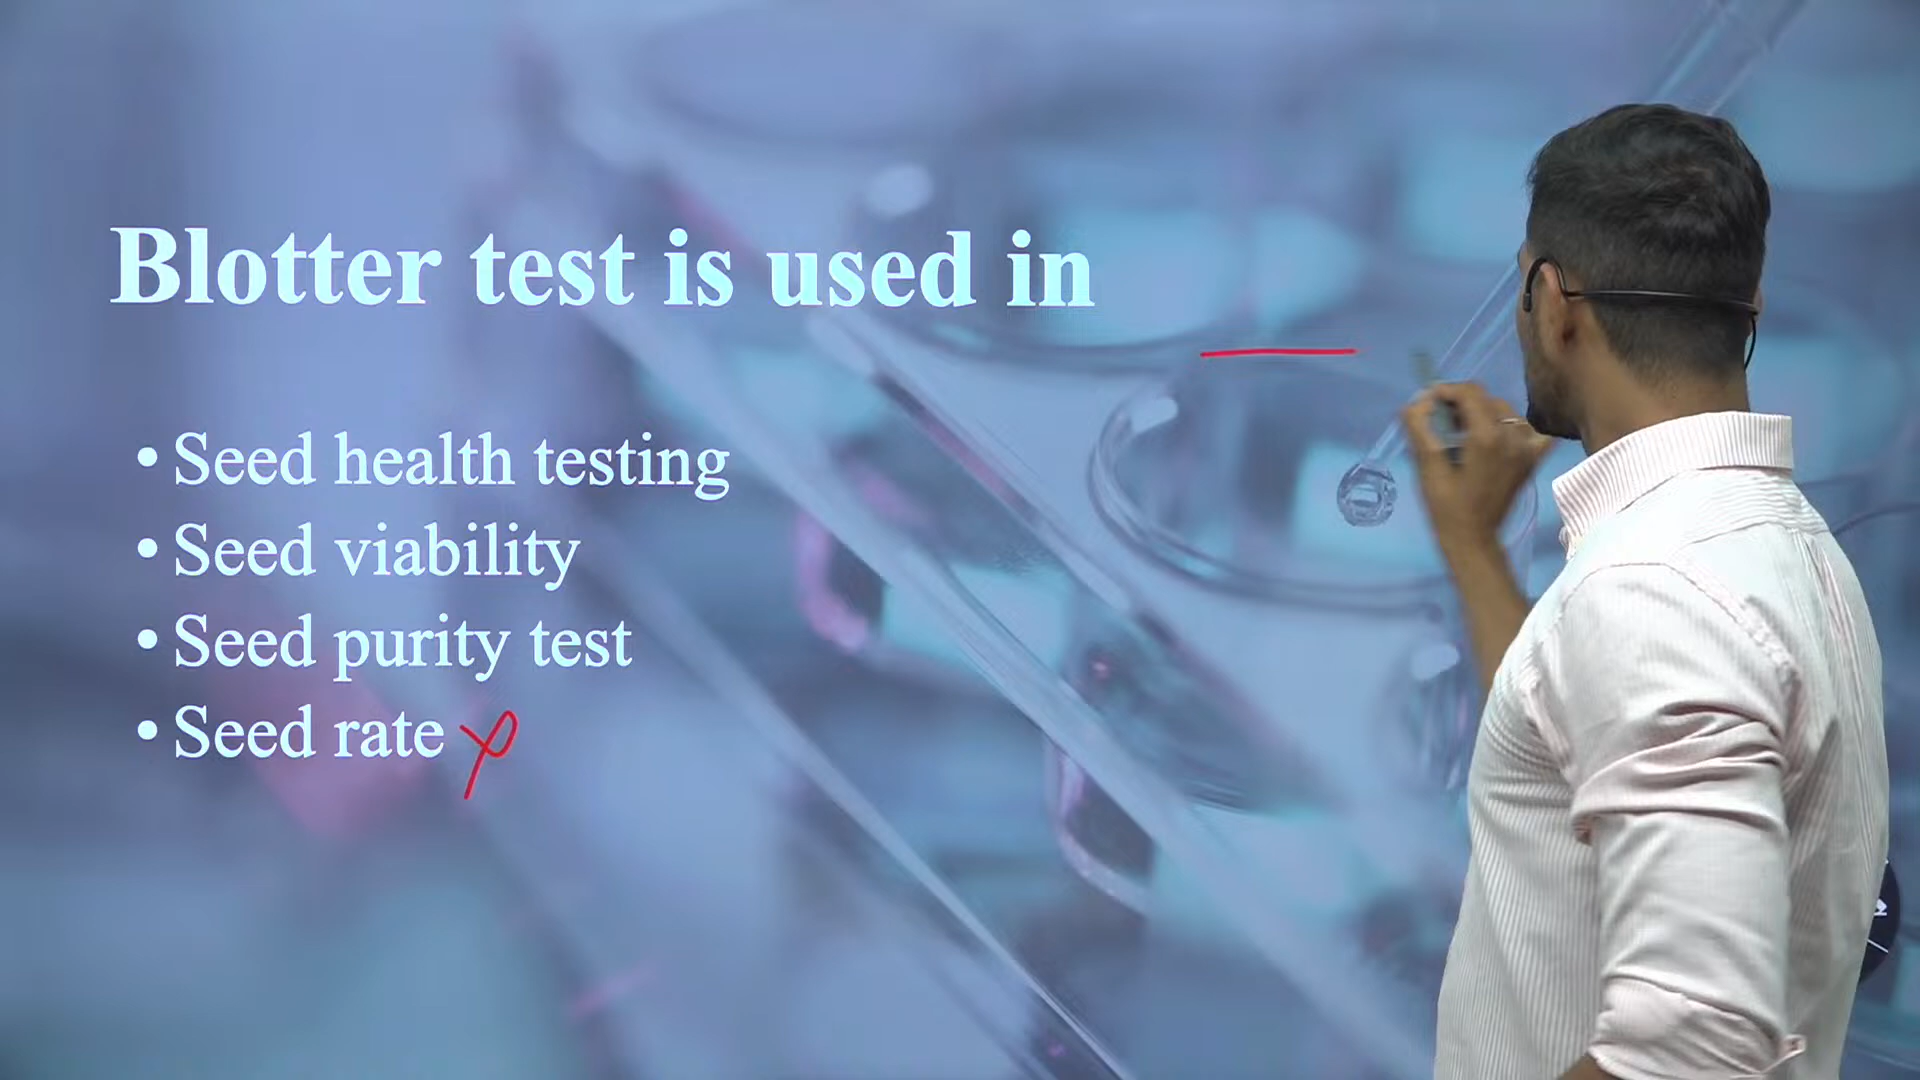 Blotter test is used in
• Seed health testing
• Seed viability
• Seed purity test
• Seed rate